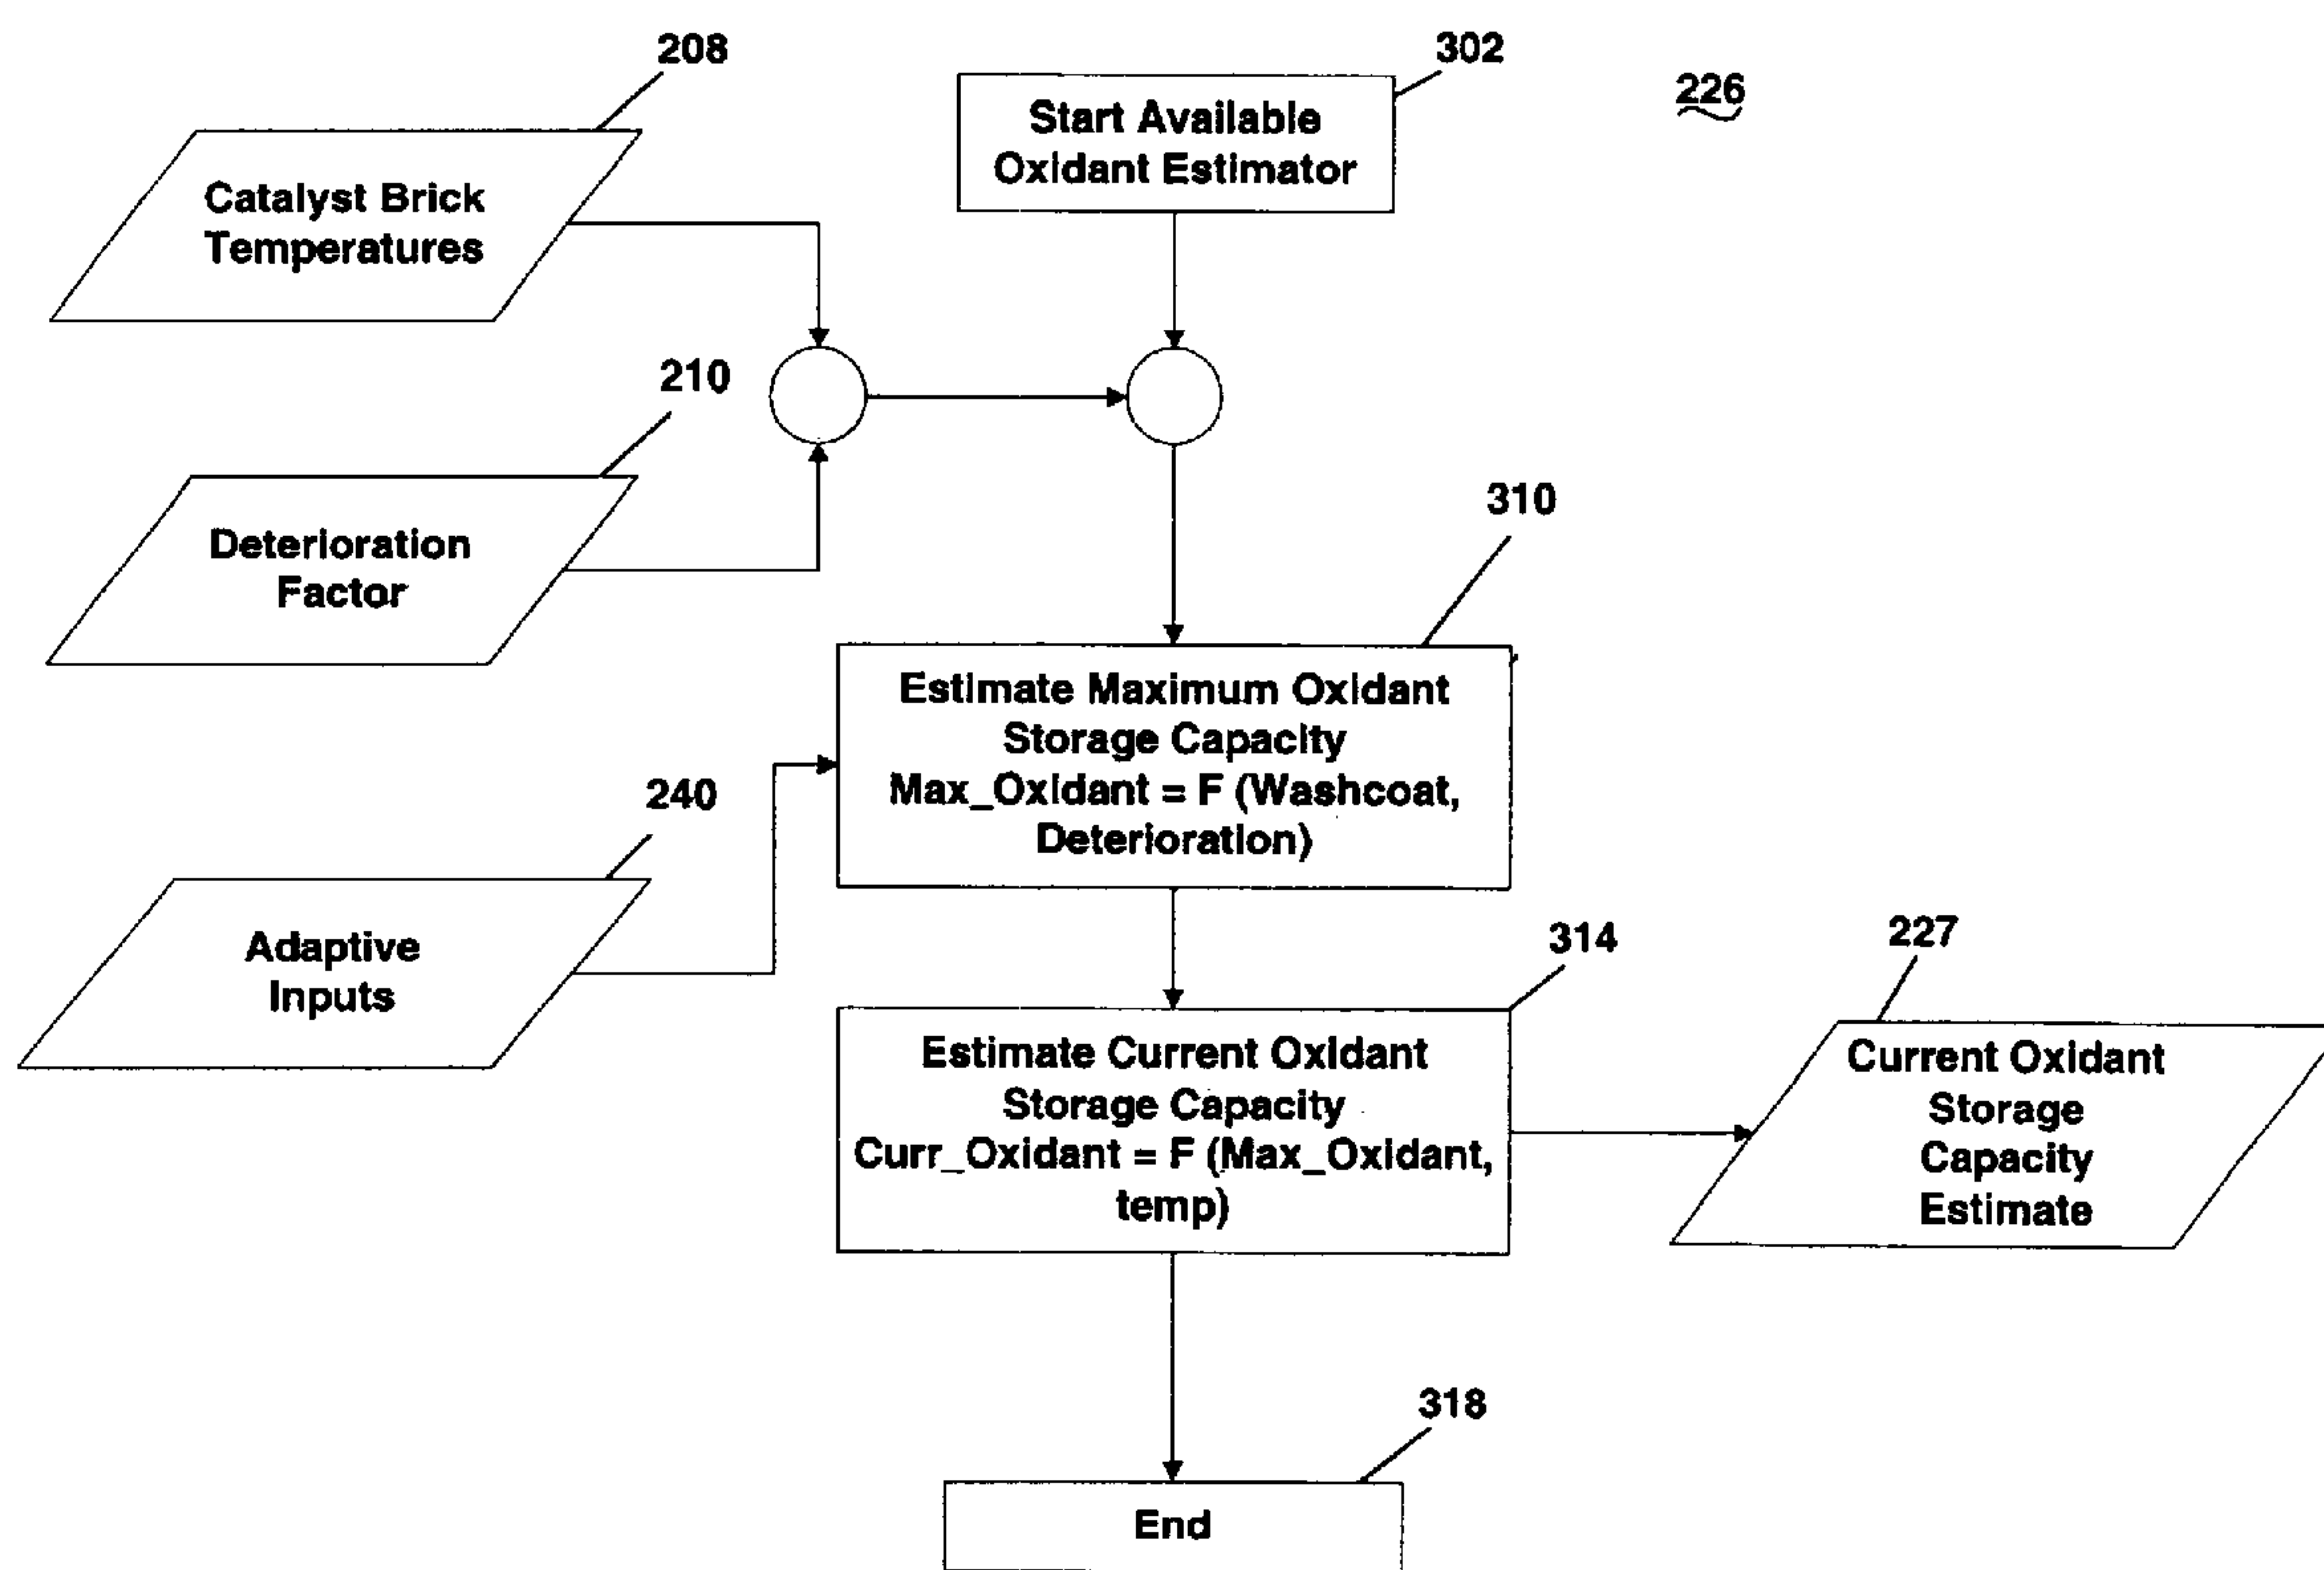 208
302
226
Start Available
Oxidant Estimator
Catalyst Brick
Temperatures
210
Deterioration
Factor
310
Estimate Maximum Oxidant
Storage Capacity
Max_Oxidant = F (Washcoat,
Deterioration)
240
Adaptive
Inputs
314
Estimate Current Oxidant
Storage Capacity
Curr_Oxidant = F (Max_Oxidant,
temp)
227
Current Oxidant
Storage
Capacity
Estimate
318
End